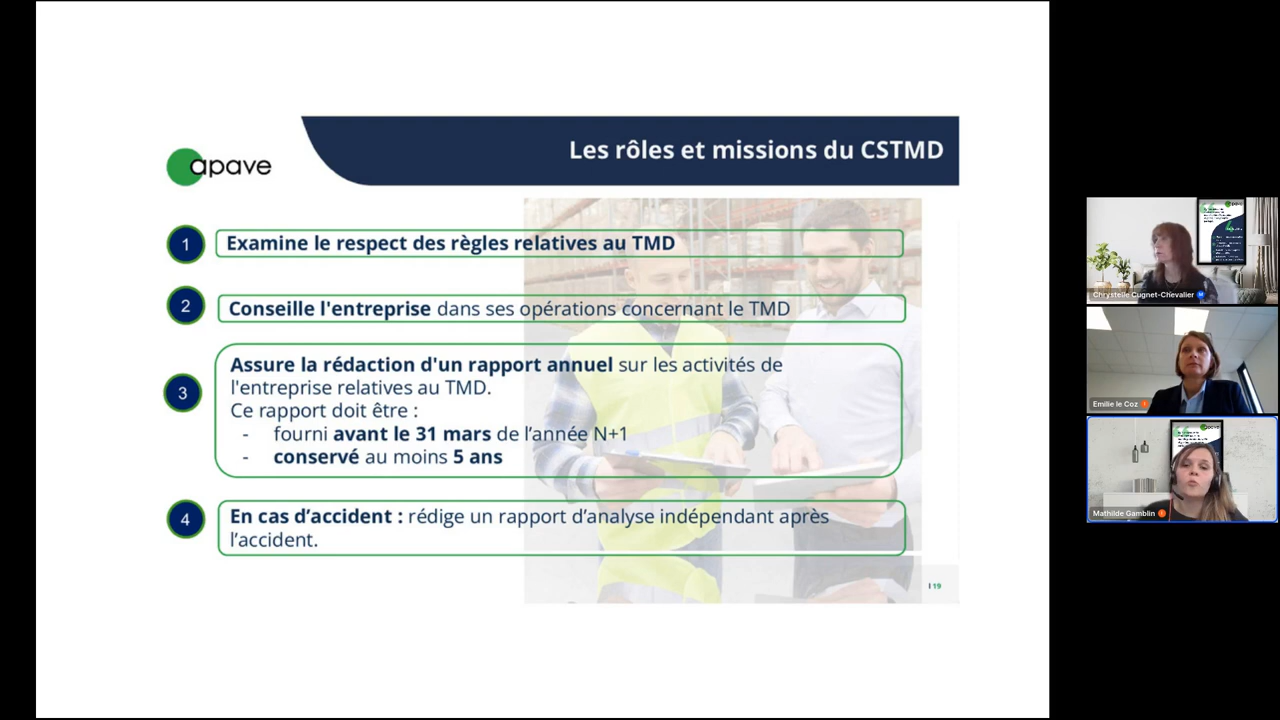 apave
Les rôles et missions du CSTMD
1
Examine le respect des règles relatives au TMD
2
Conseille l'entreprise dans ses opérations concernant le TMD
3
Assure la rédaction d'un rapport annuel sur les activités de
l'entreprise relatives au TMD.
Ce rapport doit être :
- fourni avant le 31 mars de l’année N+1
- conservé au moins 5 ans
4
En cas d’accident : rédige un rapport d’analyse indépendant après
l’accident.
19
Chrystelle Cugnet-Chevalier M
Emilie le Coz
Mathilde Gamblin